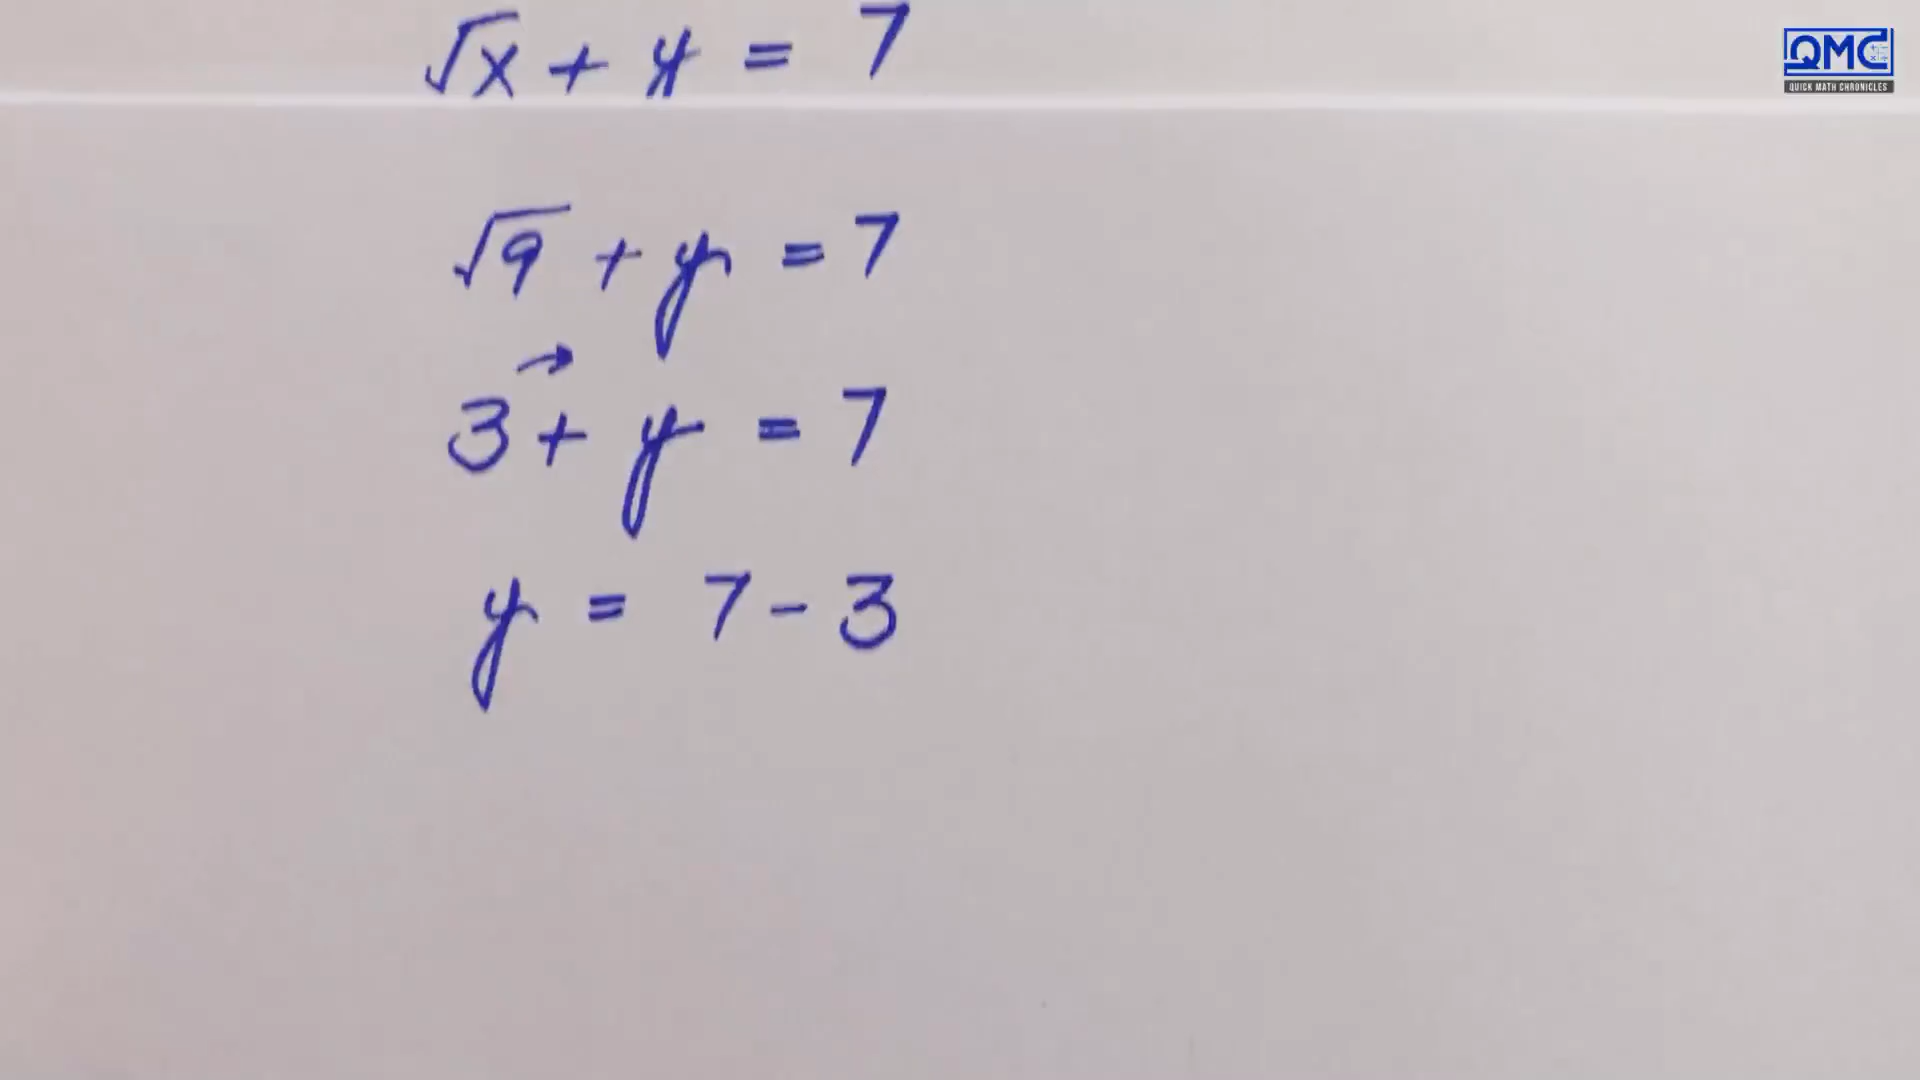 √x + y = 7
QMC
QUICK MATH CHRONICLES
√9 + y = 7
→
3 + y = 7
y = 7 - 3